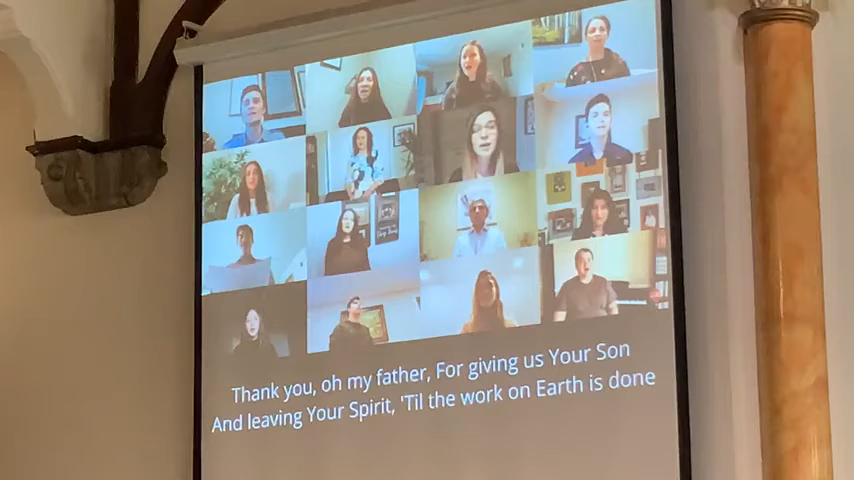 Thank you, oh my father, For giving us Your Son
And leaving Your Spirit, 'Til the work on Earth is done